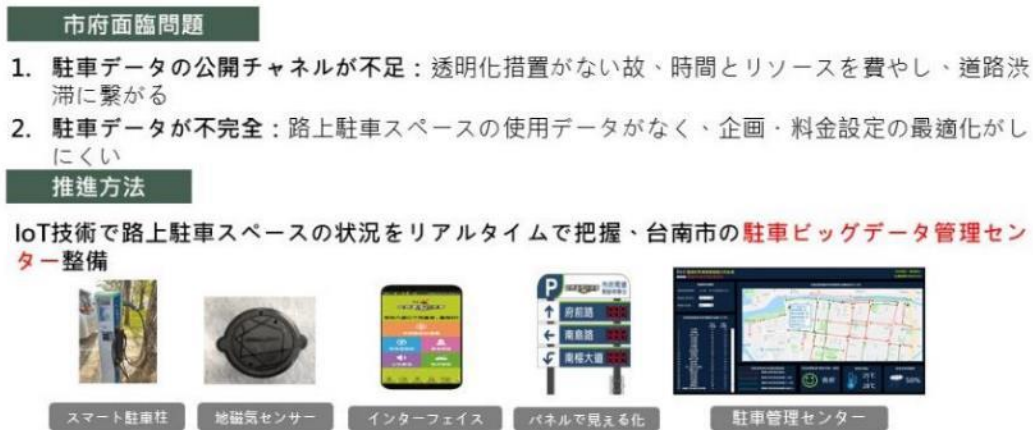 市府面臨問題
1. 駐車データの公開チャネルが不足：透明化措置がない故、時間とリソースを費やし、道路渋
滞に繋がる
2. 駐車データが不完全：路上駐車スペースの使用データがなく、企画・料金設定の最適化がし
にくい
推進方法
IoT技術で路上駐車スペースの状況をリアルタイムで把握、台南市の駐車ビッグデータ管理セン
ター整備
P
府前路
南島路
南極大道
良好
25℃
28℃
50%
スマート駐車柱
地磁気センサー
インターフェイス
パネルで見える化
駐車管理センター